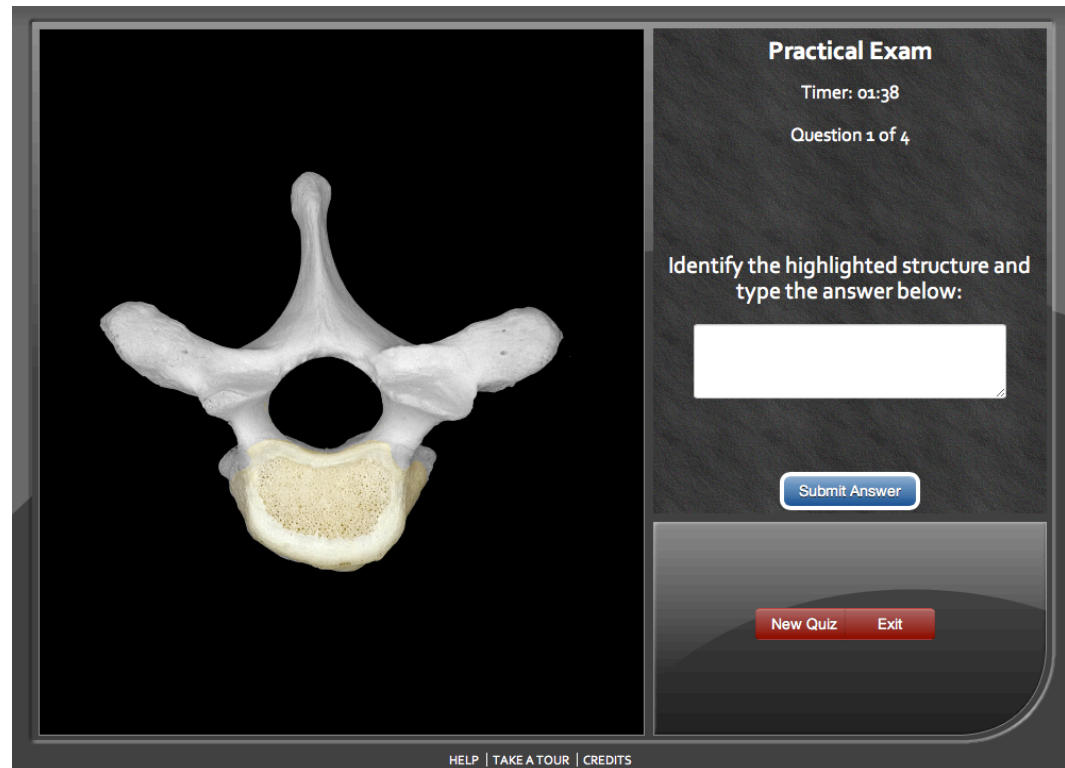 Practical Exam
Timer: 01:38
Question 1 of 4
Identify the highlighted structure and
type the answer below:
Submit Answer
New Quiz Exit
HELP | TAKE A TOUR | CREDITS